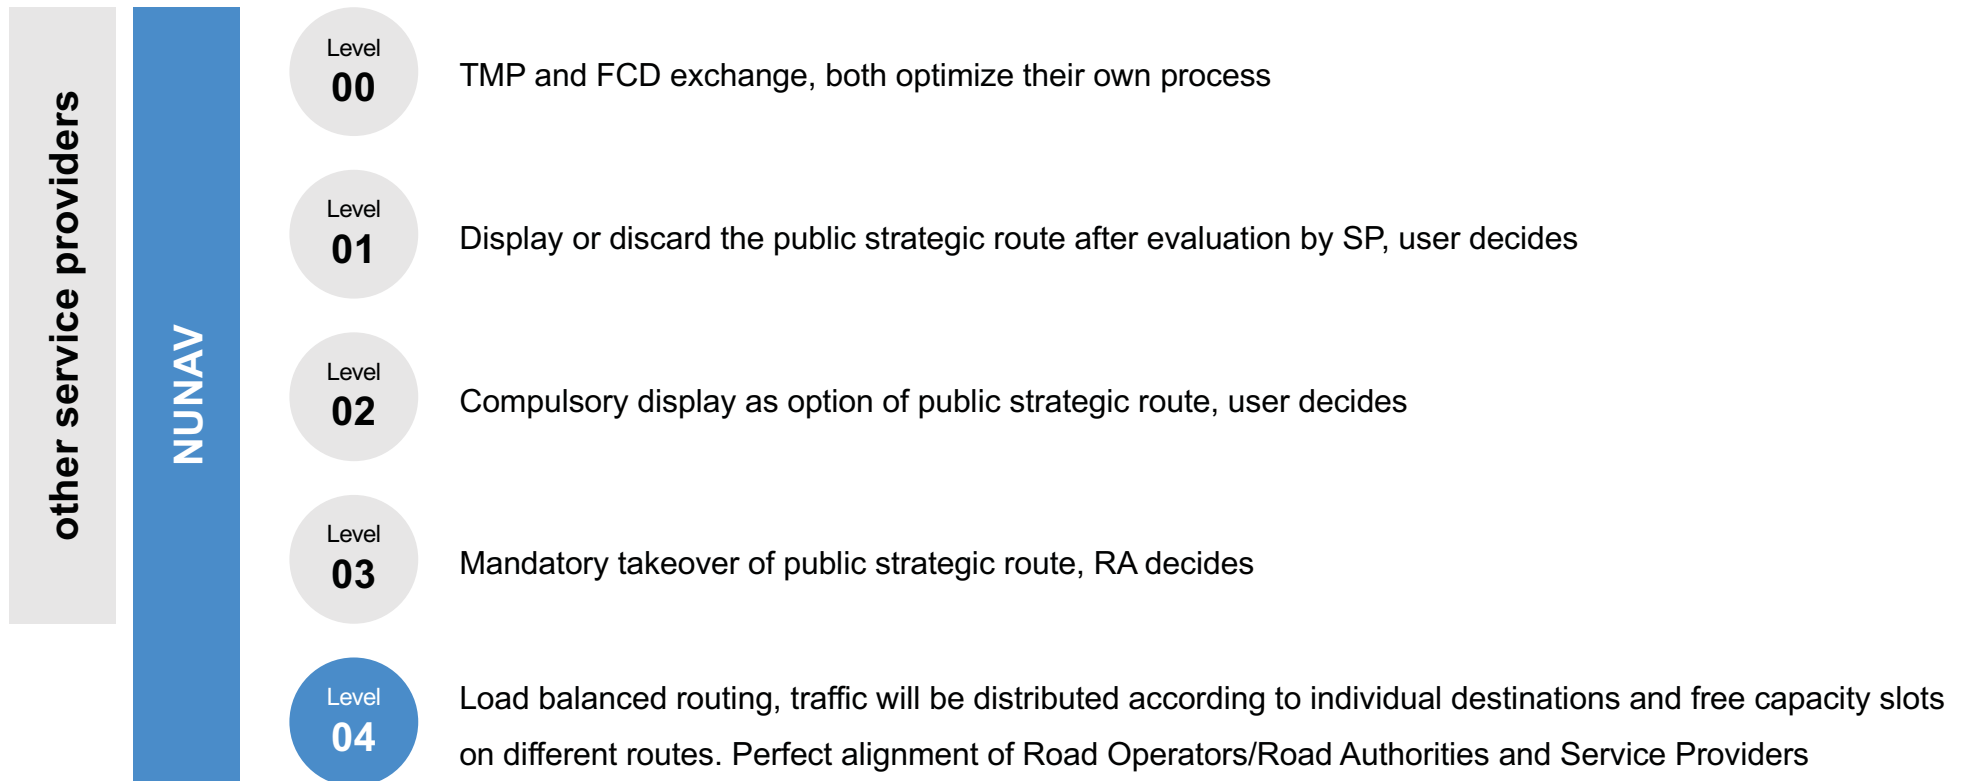 other service providers
NUNAV
Level
00
TMP and FCD exchange, both optimize their own process
Level
01
Display or discard the public strategic route after evaluation by SP, user decides
Level
02
Compulsory display as option of public strategic route, user decides
Level
03
Mandatory takeover of public strategic route, RA decides
Level
04
Load balanced routing, traffic will be distributed according to individual destinations and free capacity slots
on different routes. Perfect alignment of Road Operators/Road Authorities and Service Providers